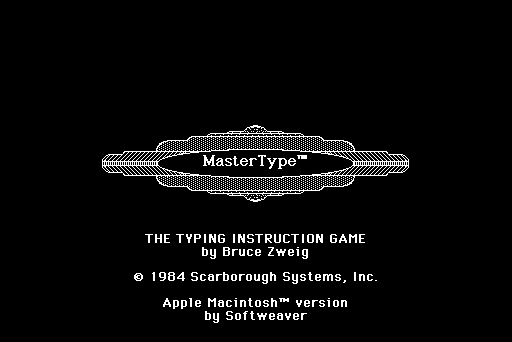 MasterType™
THE TYPING INSTRUCTION GAME
by Bruce Zweig
© 1984 Scarborough Systems, Inc.
Apple Macintosh™ version
by Softweaver